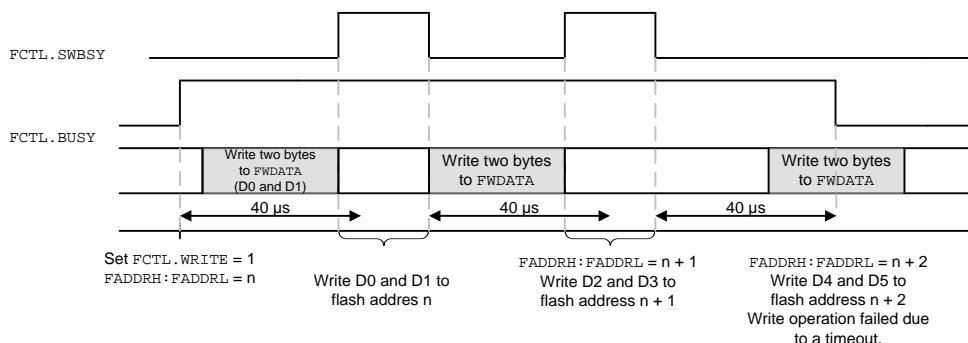 FCTL.SWBSY
FCTL.BUSY
Write two bytes
to FWDATA
(D0 and D1)
Write two bytes
to FWDATA
Write two bytes
to FWDATA
40 µs
40 µs
40 µs
Set FCTL.WRITE = 1
FADDRH:FADDRL = n
Write D0 and D1 to
flash addres n
FADDRH:FADDRL = n + 1
Write D2 and D3 to
flash address n + 1
FADDRH:FADDRL = n + 2
Write D4 and D5 to
flash address n + 2
Write operation failed due
to a timeout.